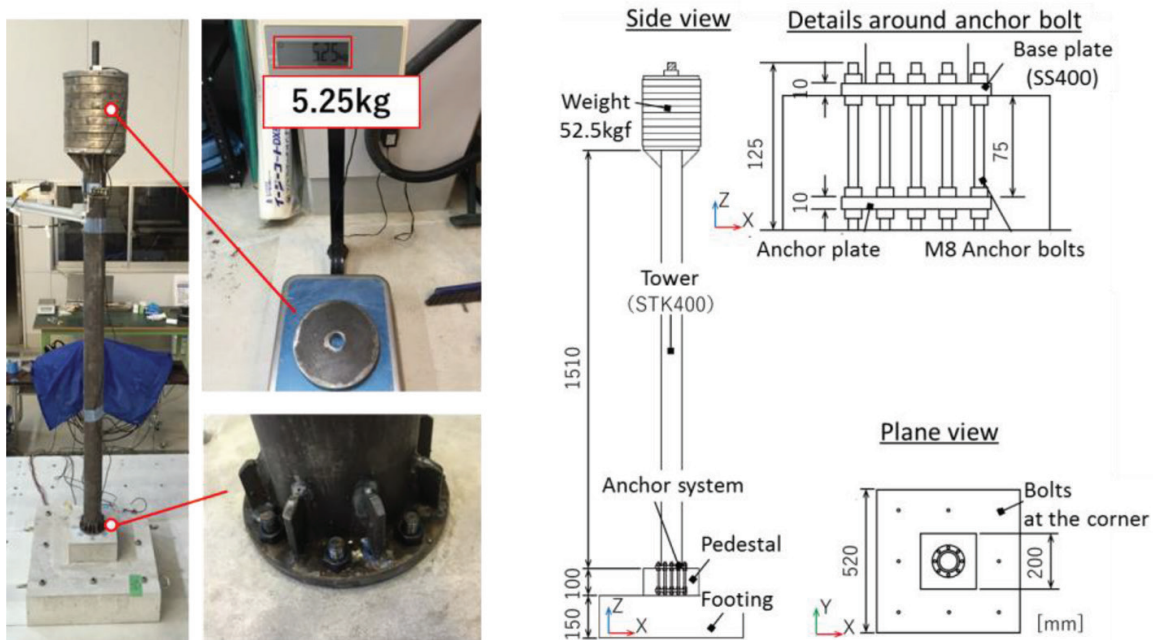 5.25kg
5.25kg
Side view
Weight
52.5kgf
Tower
(STK400)
1510
Anchor system
Pedestal
100
Footing
150
Z
X
Details around anchor bolt
Base plate
(SS400)
10
125
75
10
Z
X
Anchor plate
M8 Anchor bolts
Plane view
Bolts
at the corner
520
200
Y
X
[mm]